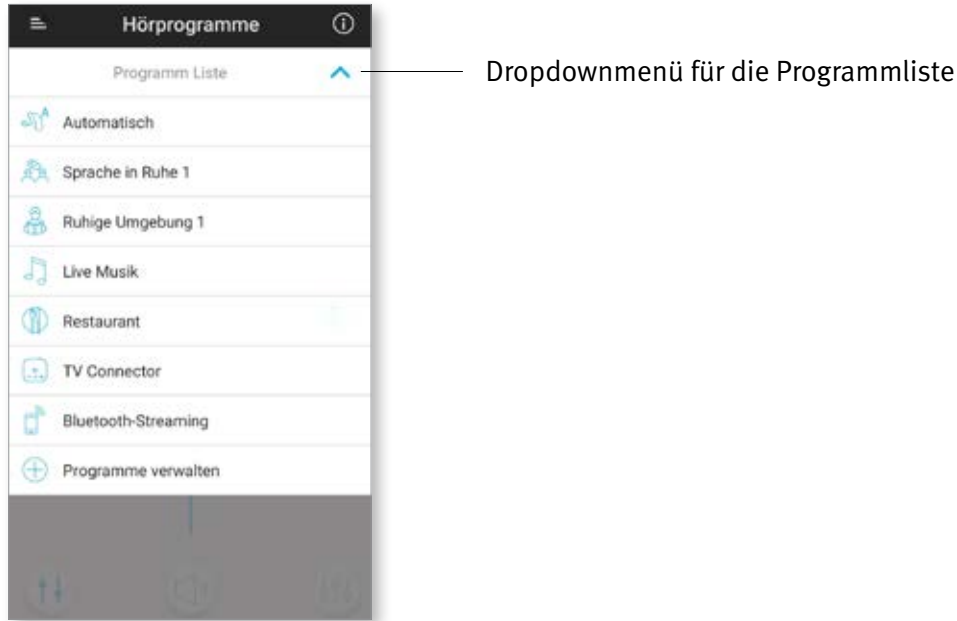 Hörprogramme
Programm Liste
Dropdownmenü für die Programmliste
Automatisch
Sprache in Ruhe 1
Ruhige Umgebung 1
Live Musik
Restaurant
TV Connector
Bluetooth-Streaming
Programme verwalten